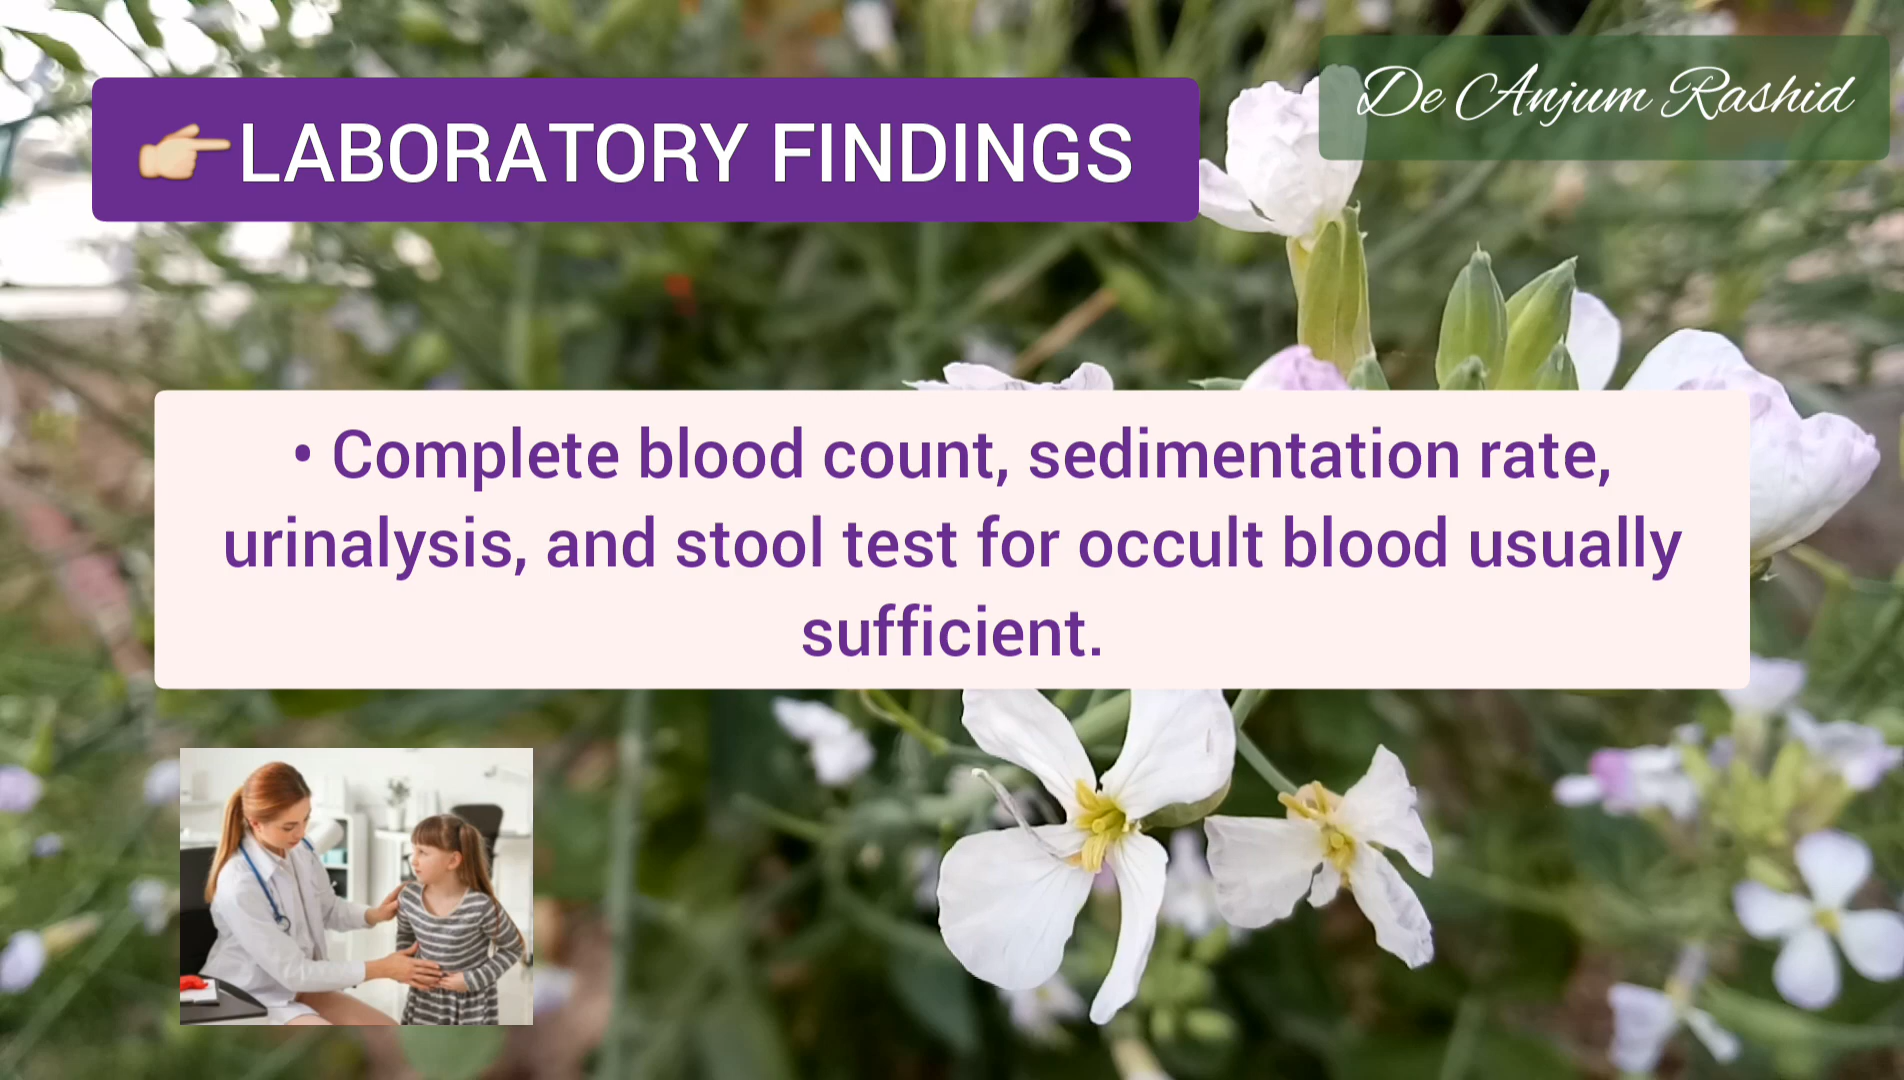 👉LABORATORY FINDINGS
De Anjum Rashid
• Complete blood count, sedimentation rate,
urinalysis, and stool test for occult blood usually
sufficient.